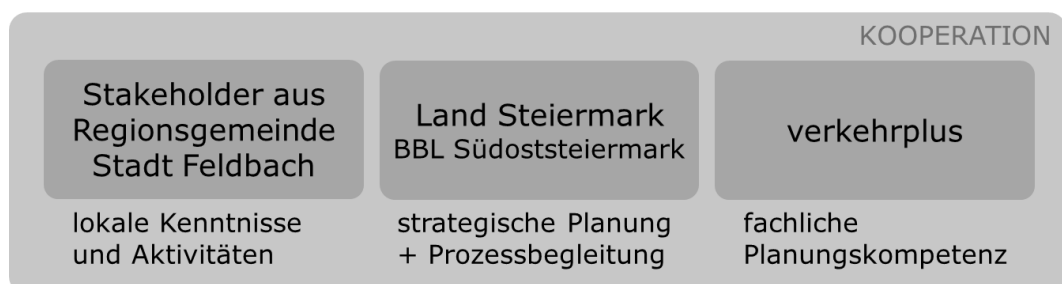 KOOPERATION
Stakeholder aus
Regionsgemeinde
Stadt Feldbach
lokale Kenntnisse
und Aktivitäten
Land Steiermark
BBL Südoststeiermark
strategische Planung
+ Prozessbegleitung
verkehrplus
fachliche
Planungskompetenz